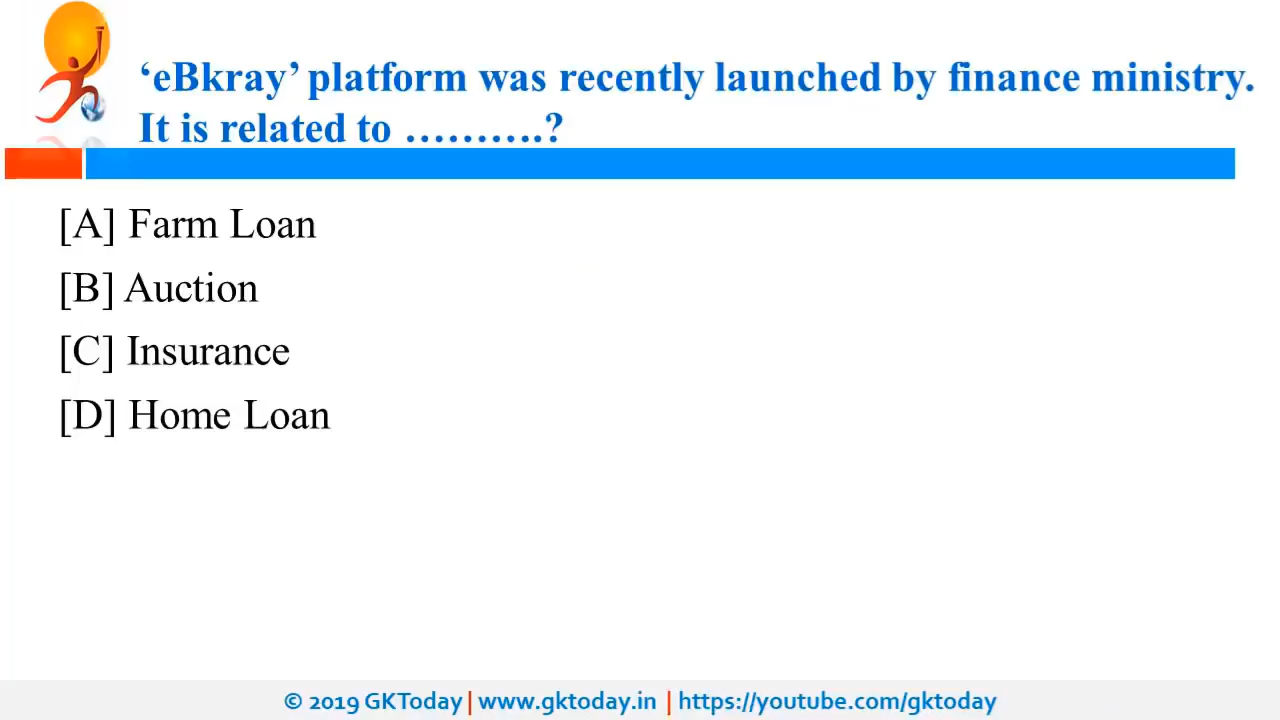 ‘eBkray’ platform was recently launched by finance ministry.
It is related to ……….?
[A] Farm Loan
[B] Auction
[C] Insurance
[D] Home Loan
© 2019 GKToday | www.gktoday.in | https://youtube.com/gktoday